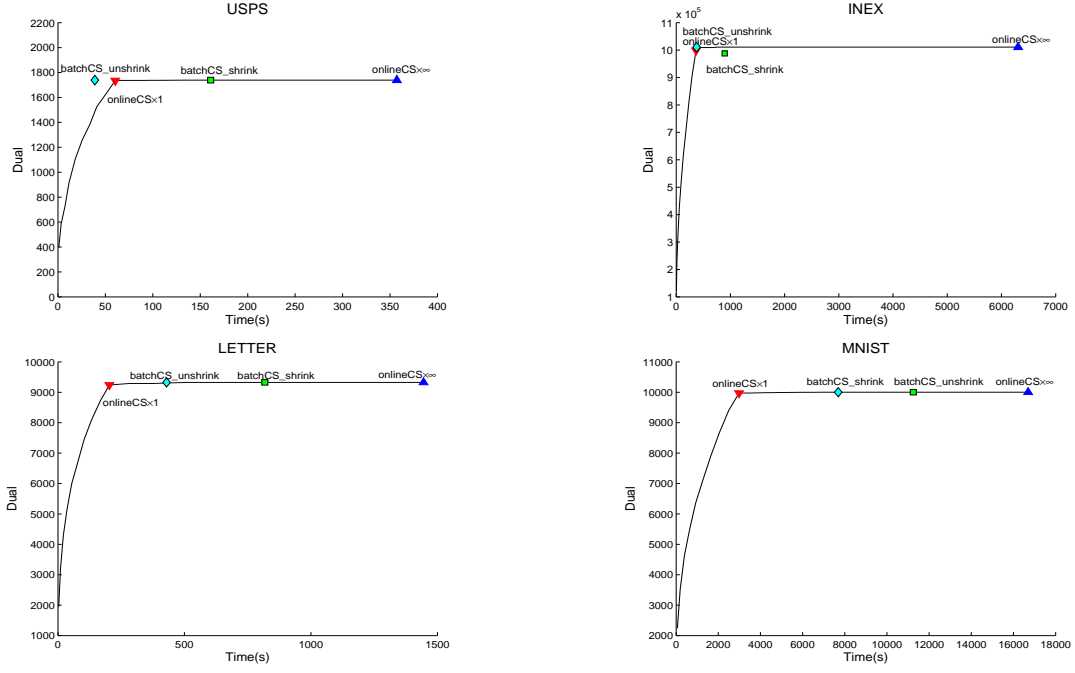 USPS
2200
2000
1800
1600
1400
1200
1000
800
600
400
200
0
Dual
batchCS_unshrink
batchCS_shrink
onlineCS×∞
onlineCS×1
0 50 100 150 200 250 300 350 400
Time(s)
INEX
x 10^5
11
10
9
8
7
6
5
4
3
2
1
Dual
batchCS_unshrink
onlineCS×1
onlineCS×∞
batchCS_shrink
0 1000 2000 3000 4000 5000 6000 7000
Time(s)
LETTER
10000
9000
8000
7000
6000
5000
4000
3000
2000
1000
Dual
batchCS_unshrink
batchCS_shrink
onlineCS×∞
onlineCS×1
0 500 1000 1500
Time(s)
MNIST
11000
10000
9000
8000
7000
6000
5000
4000
3000
2000
Dual
onlineCS×1
batchCS_shrink
batchCS_unshrink
onlineCS×∞
0 2000 4000 6000 8000 10000 12000 14000 16000 18000
Time(s)